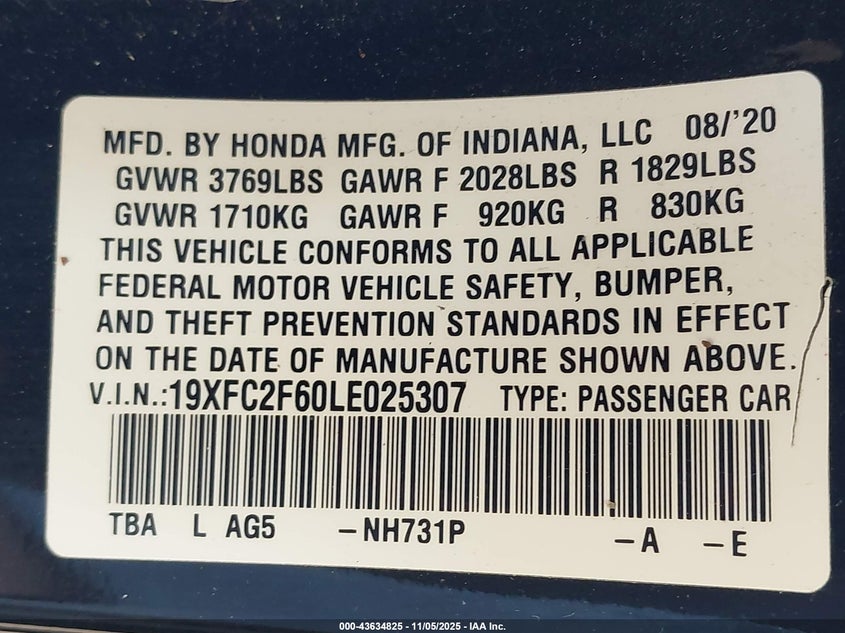 MFD. BY HONDA MFG. OF INDIANA, LLC 08/'20
GVWR 3769LBS GAWR F 2028LBS R 1829LBS
GVWR 1710KG GAWR F 920KG R 830KG
THIS VEHICLE CONFORMS TO ALL APPLICABLE
FEDERAL MOTOR VEHICLE SAFETY, BUMPER,
AND THEFT PREVENTION STANDARDS IN EFFECT
ON THE DATE OF MANUFACTURE SHOWN ABOVE.
V.I.N.:19XFC2F60LE025307 TYPE: PASSENGER CAR
TBA L AG5 –NH731P –A –E
000-43634825 - 11/05/2025 - IAA Inc.